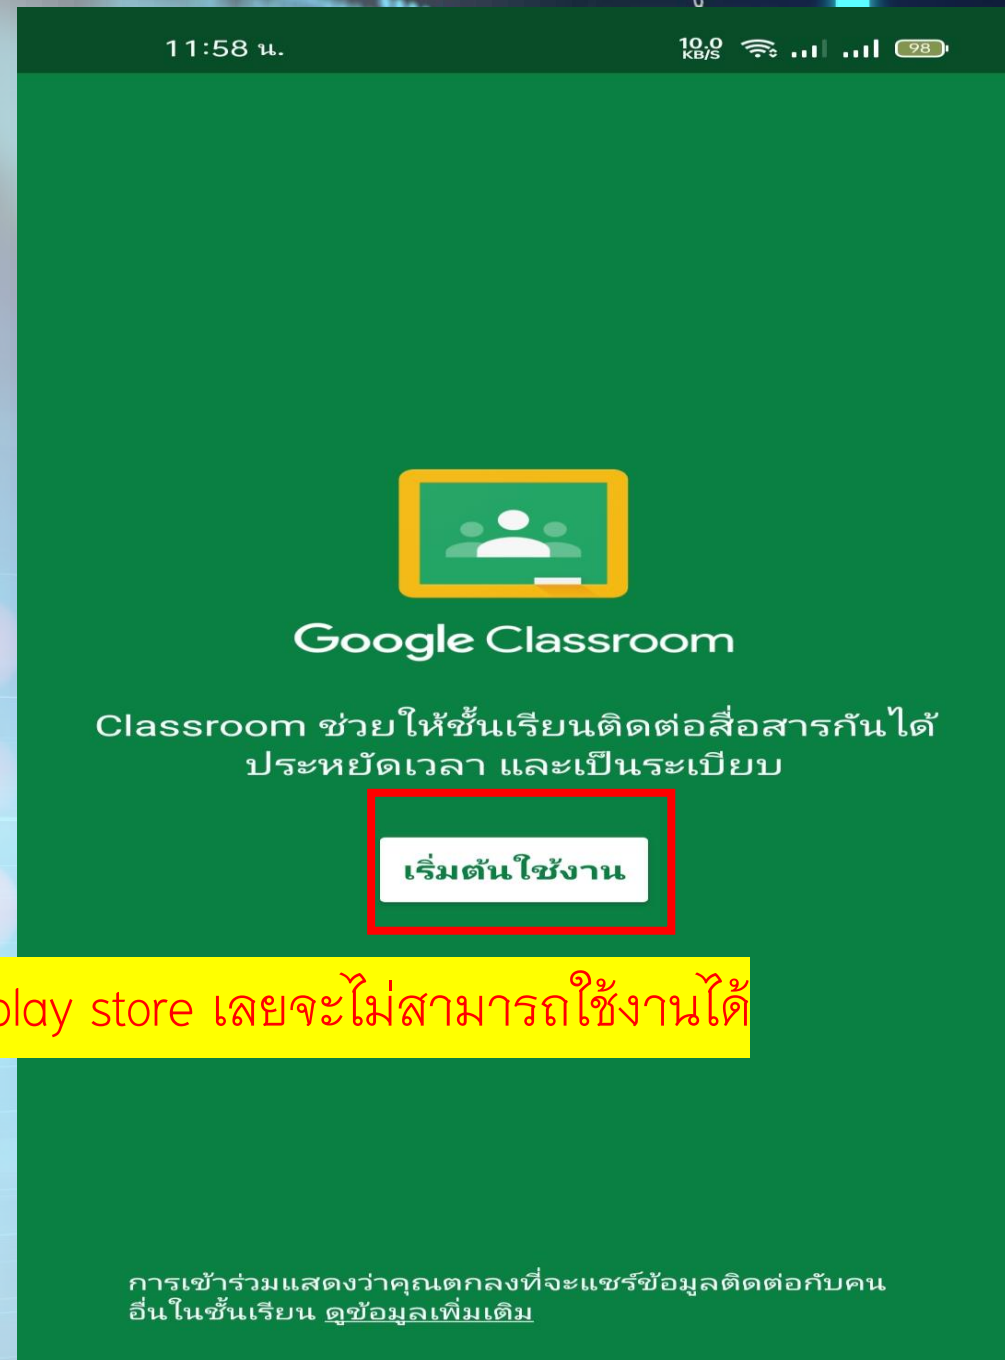 11:58 น.
10.0
KB/S
98
Google Classroom
Classroom ช่วยให้ชั้นเรียนติดต่อสื่อสารกันได้
ประหยัดเวลา และเป็นระเบียบ
เริ่มต้นใช้งาน
play store เลยจะไม่สามารถใช้งานได้
การเข้าร่วมแสดงว่าคุณตกลงที่จะแชร์ข้อมูลติดต่อกับคน
อื่นในชั้นเรียน ดูข้อมูลเพิ่มเติม